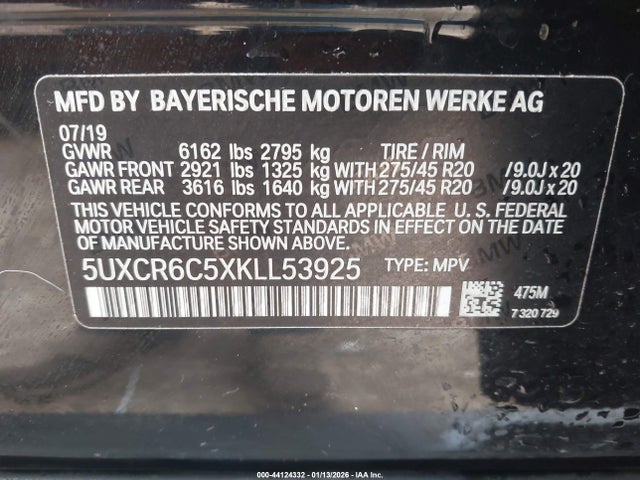 MFD BY BAYERISCHE MOTOREN WERKE AG
07/19
GVWR 6162 lbs 2795 kg TIRE / RIM
GAWR FRONT 2921 lbs 1325 kg WITH 275/45 R20 /9.0J x 20
GAWR REAR 3616 lbs 1640 kg WITH 275/45 R20 /9.0J x 20
THIS VEHICLE CONFORMS TO ALL APPLICABLE U. S. FEDERAL
MOTOR VEHICLE SAFETY STANDARDS IN EFFECT ON THE DATE
OF MANUFACTURE SHOWN ABOVE.
5UXCR6C5XKLL53925 TYPE: MPV
475M
7 320 729
000-44124332 - 01/13/2026 - IAA Inc.